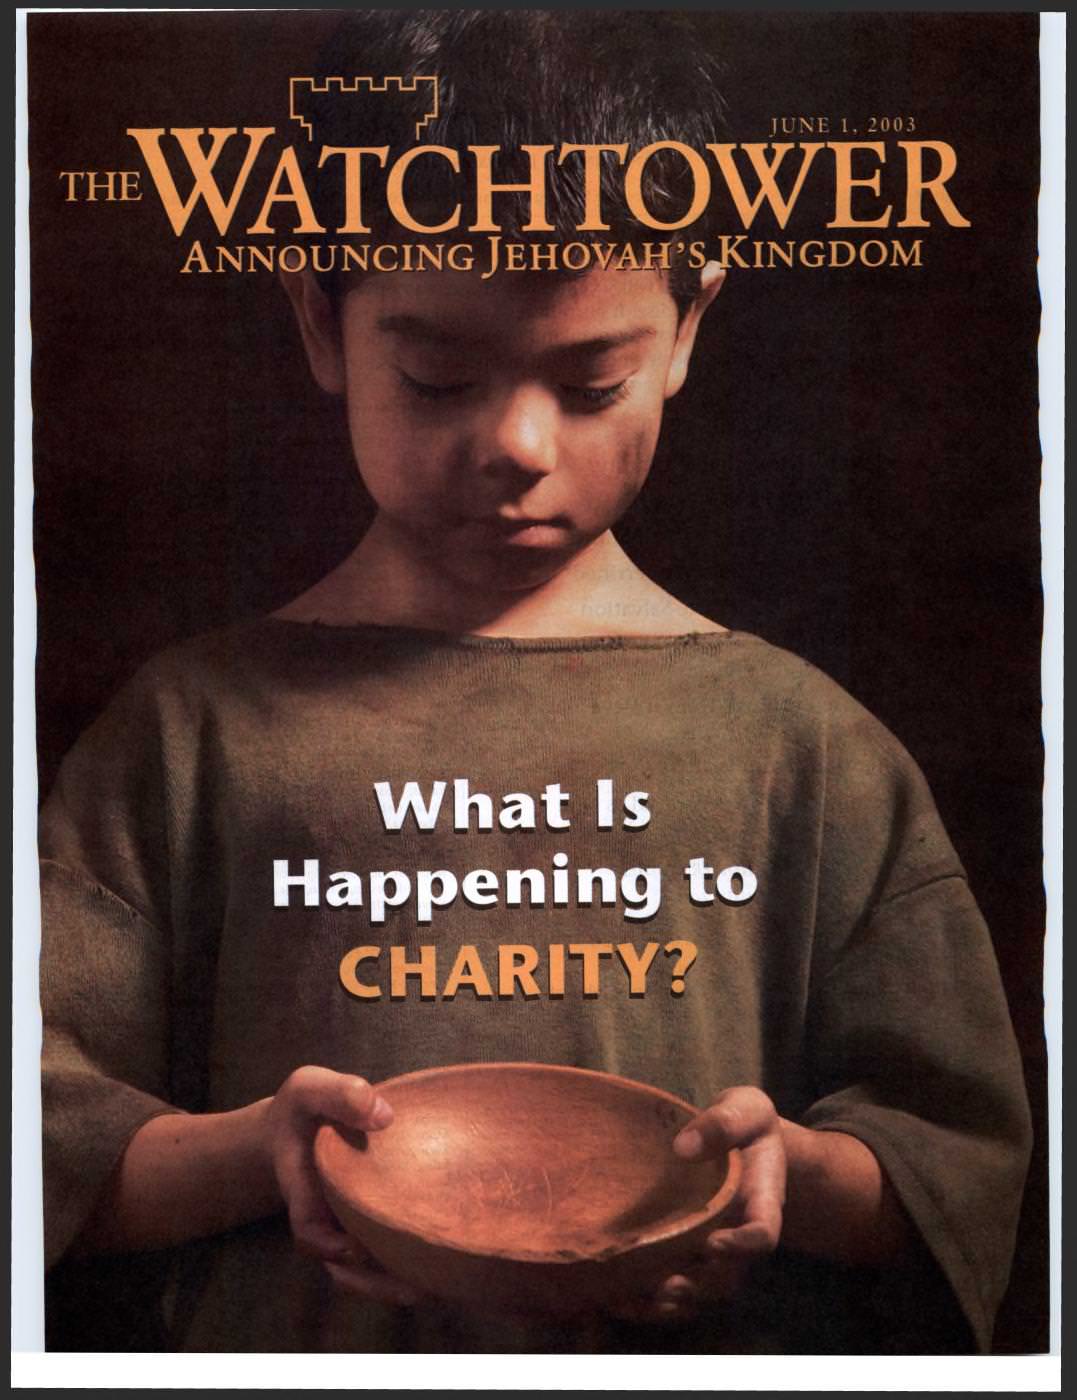 JUNE 1, 2003
THE WATCHTOWER
ANNOUNCING JEHOVAH'S KINGDOM
What Is
Happening to
CHARITY?